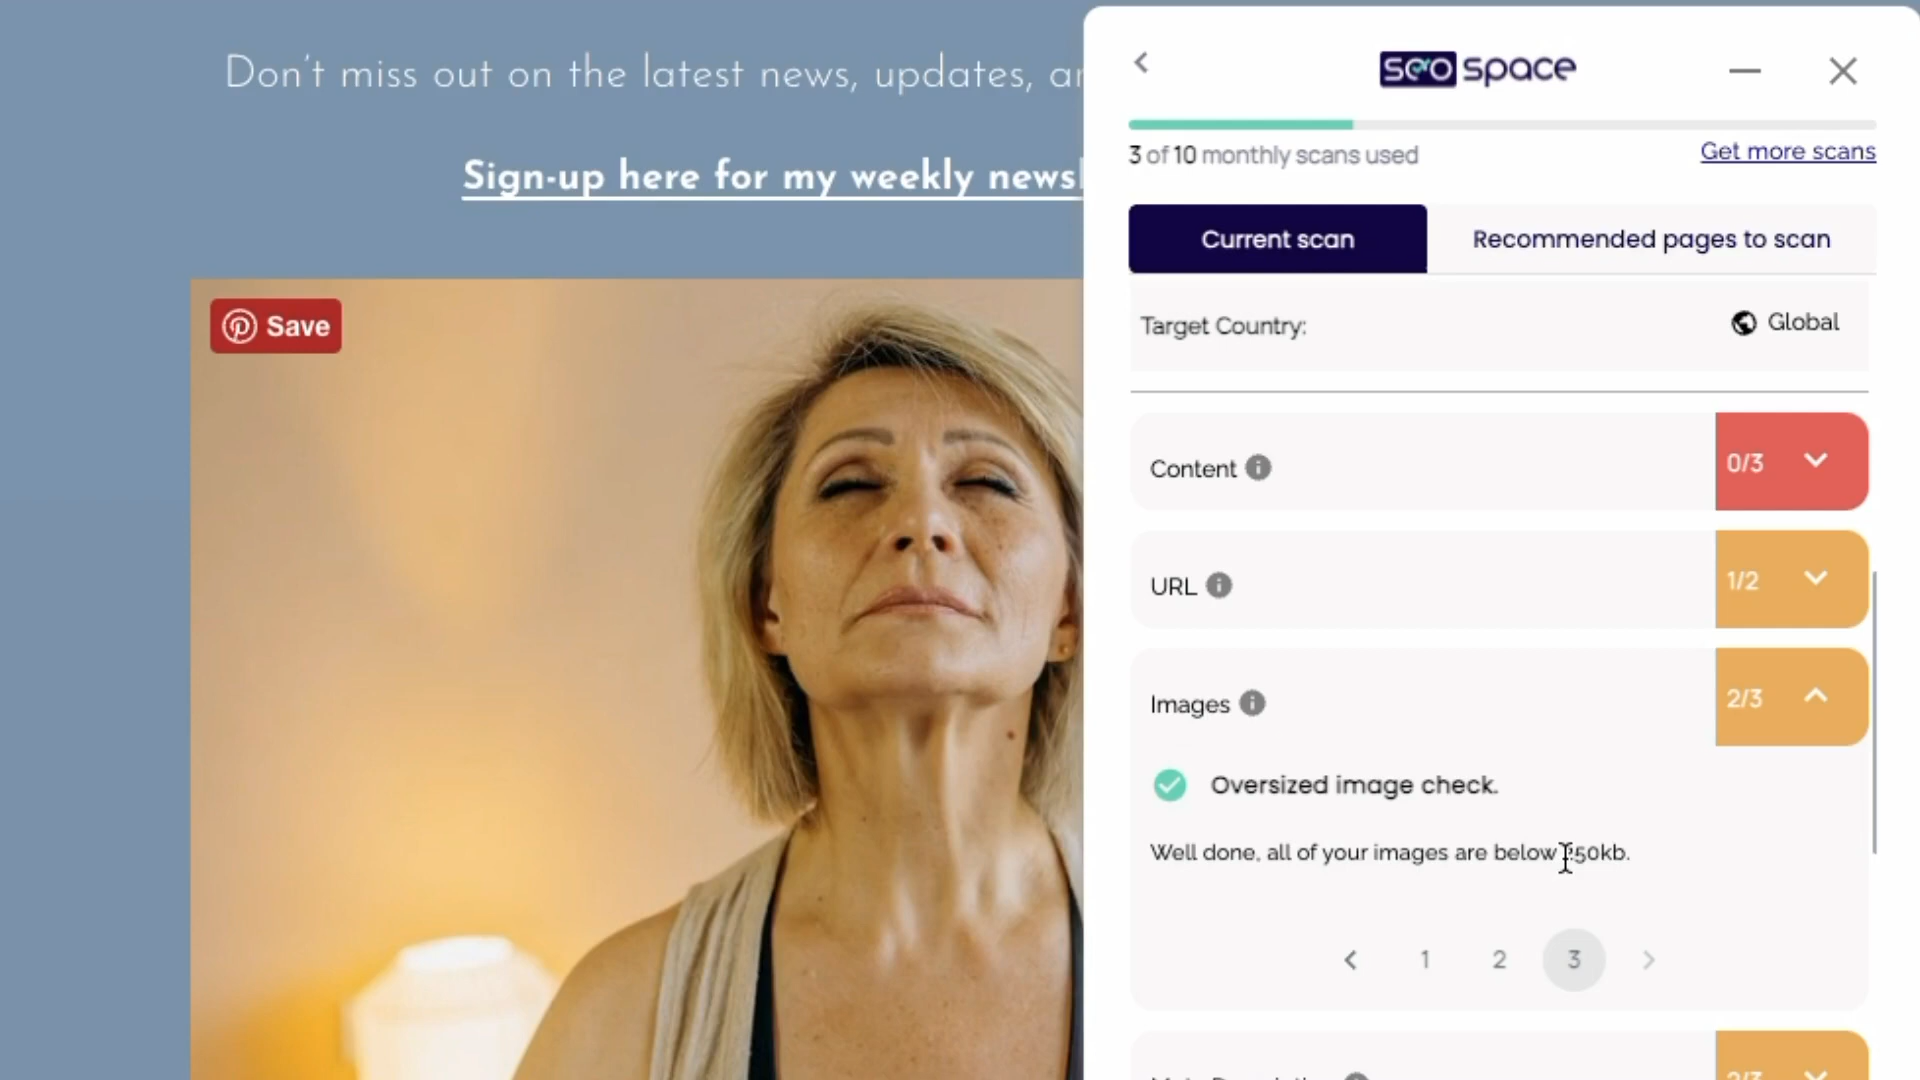 Don't miss out on the latest news, updates,
Sign-up here for my weekly
Save
seo space
3 of 10 monthly scans used
Get more scans
Current scan
Recommended pages to scan
Target Country:
Global
Content
0/3
URL
1/2
Images
2/3
Oversized image check.
Well done, all of your images are below
1 2 3